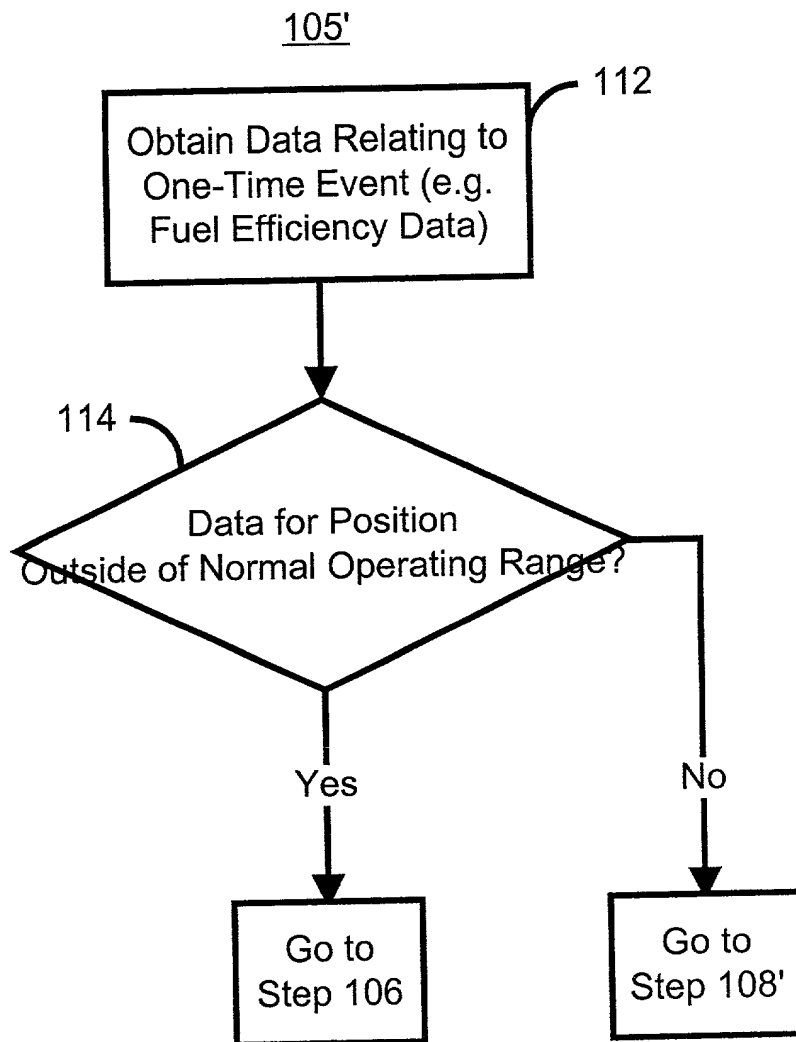 105'
112
Obtain Data Relating to
One-Time Event (e.g.
Fuel Efficiency Data)
114
Data for Position
Outside of Normal Operating Range?
Yes
No
Go to
Step 106
Go to
Step 108'